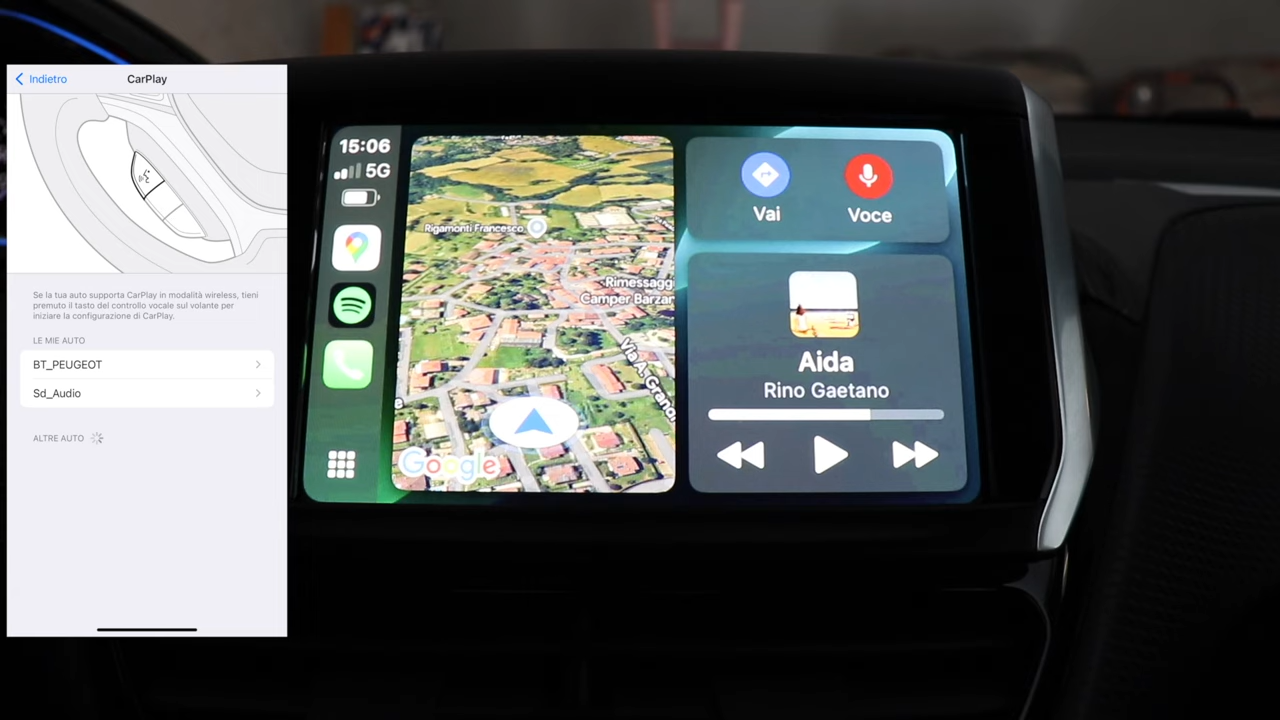 Indietro
CarPlay
Se la tua auto supporta CarPlay in modalità wireless, tieni
premuto il tasto del controllo vocale sul volante per
iniziare la configurazione di CarPlay.
LE MIE AUTO
BT_PEUGEOT
Sd_Audio
ALTRE AUTO
15:06
5G
Rigamonti Francesco
Rimessagg
Camper Barzan
Via A. Grand
Google
Vai
Voce
Aida
Rino Gaetano